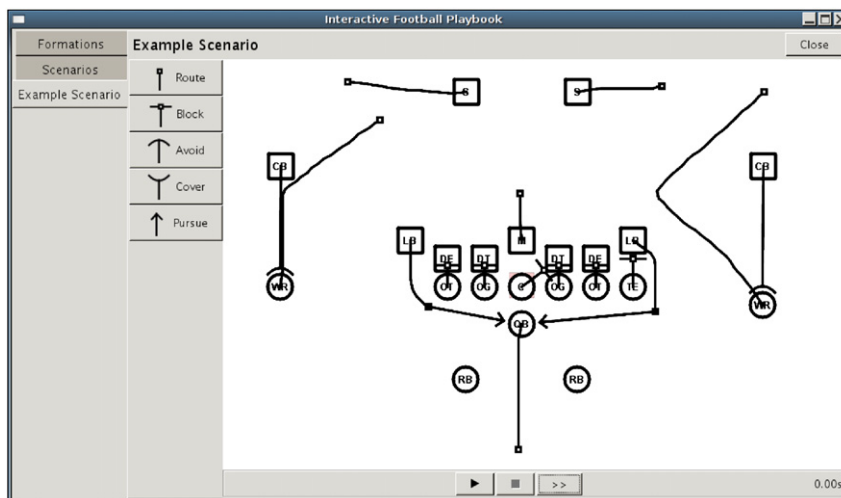 Interactive Football Playbook
Formations
Scenarios
Example Scenario
Example Scenario
Close
Route
Block
Avoid
Cover
Pursue
S S
CB CB
LB M LB
DE DT DT DE
WR OT OG C OG OT TE WR
QB
RB RB
>>
0.00s